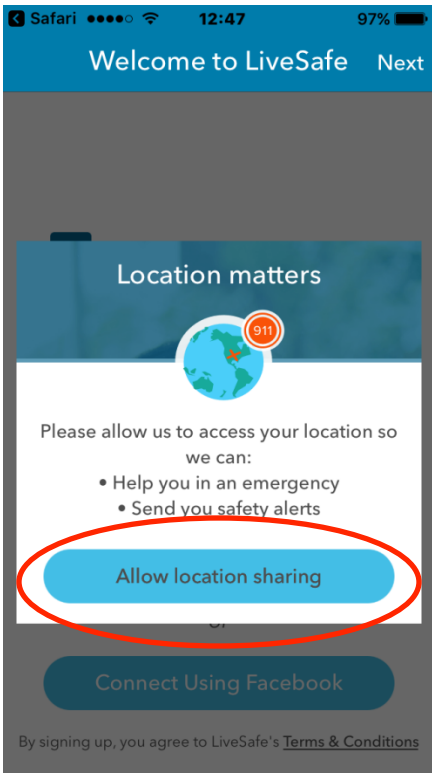 Safari 12:47 97%
Welcome to LiveSafe Next
Location matters
911
Please allow us to access your location so
we can:
• Help you in an emergency
• Send you safety alerts
Allow location sharing
or
Connect Using Facebook
By signing up, you agree to LiveSafe's Terms & Conditions